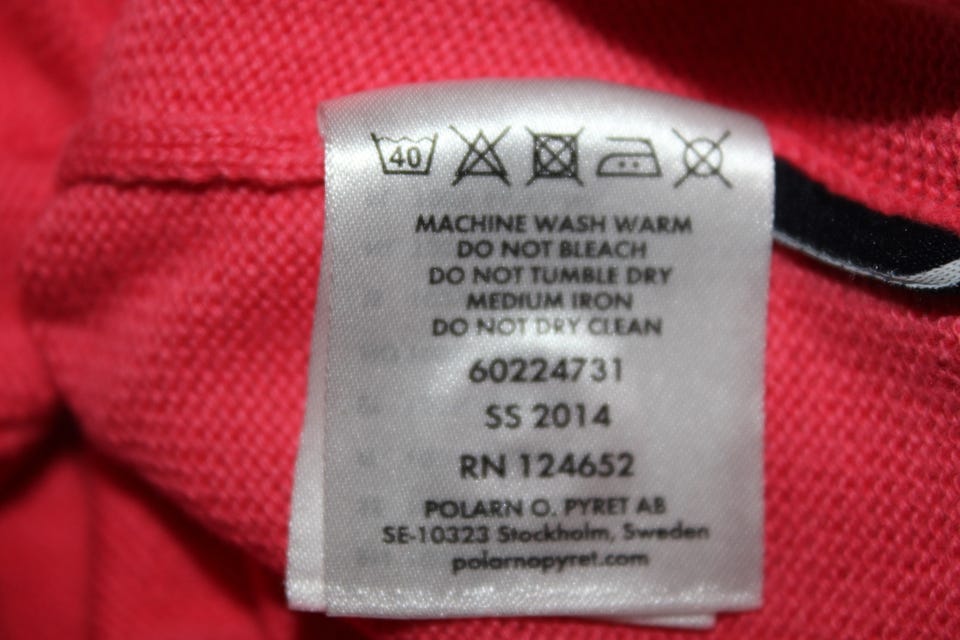 40
MACHINE WASH WARM
DO NOT BLEACH
DO NOT TUMBLE DRY
MEDIUM IRON
DO NOT DRY CLEAN
60224731
SS 2014
RN 124652
POLARN O. PYRET AB
SE-10323 Stockholm, Sweden
polarnopyret.com